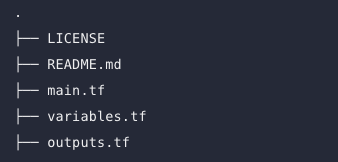 .
├── LICENSE
├── README.md
├── main.tf
├── variables.tf
├── outputs.tf